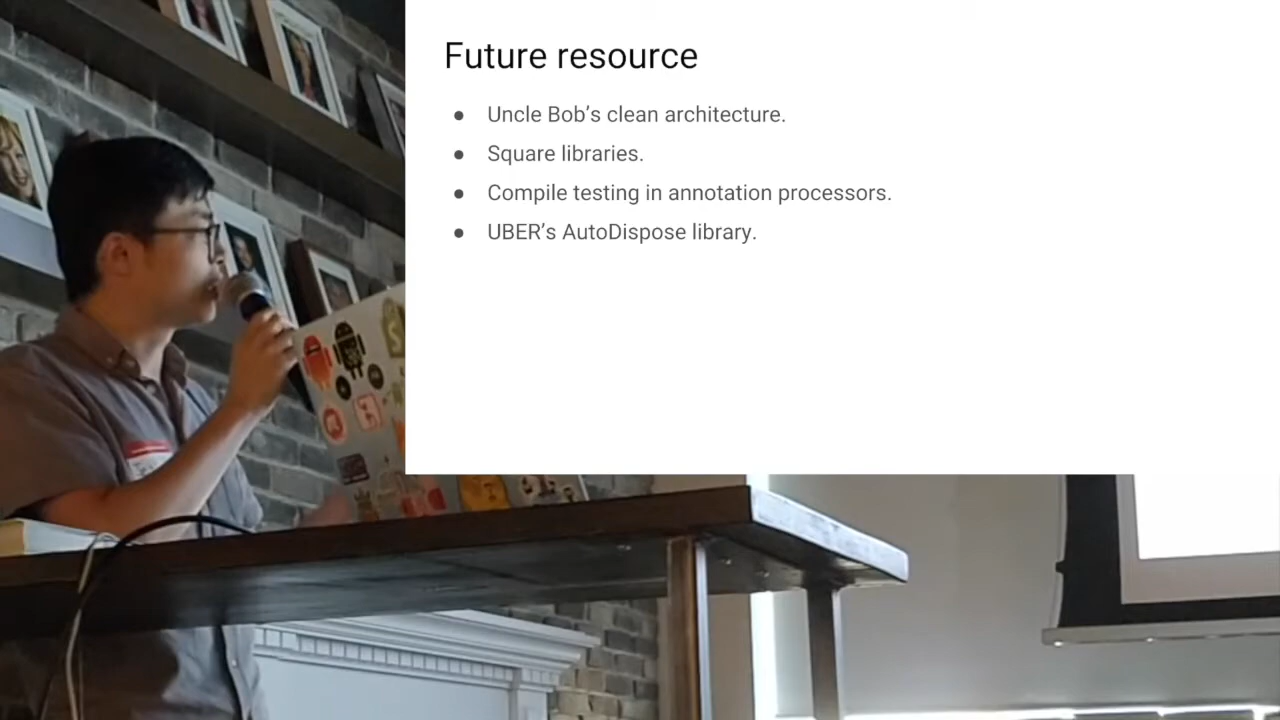 Future resource
● Uncle Bob’s clean architecture.
● Square libraries.
● Compile testing in annotation processors.
● UBER’s AutoDispose library.